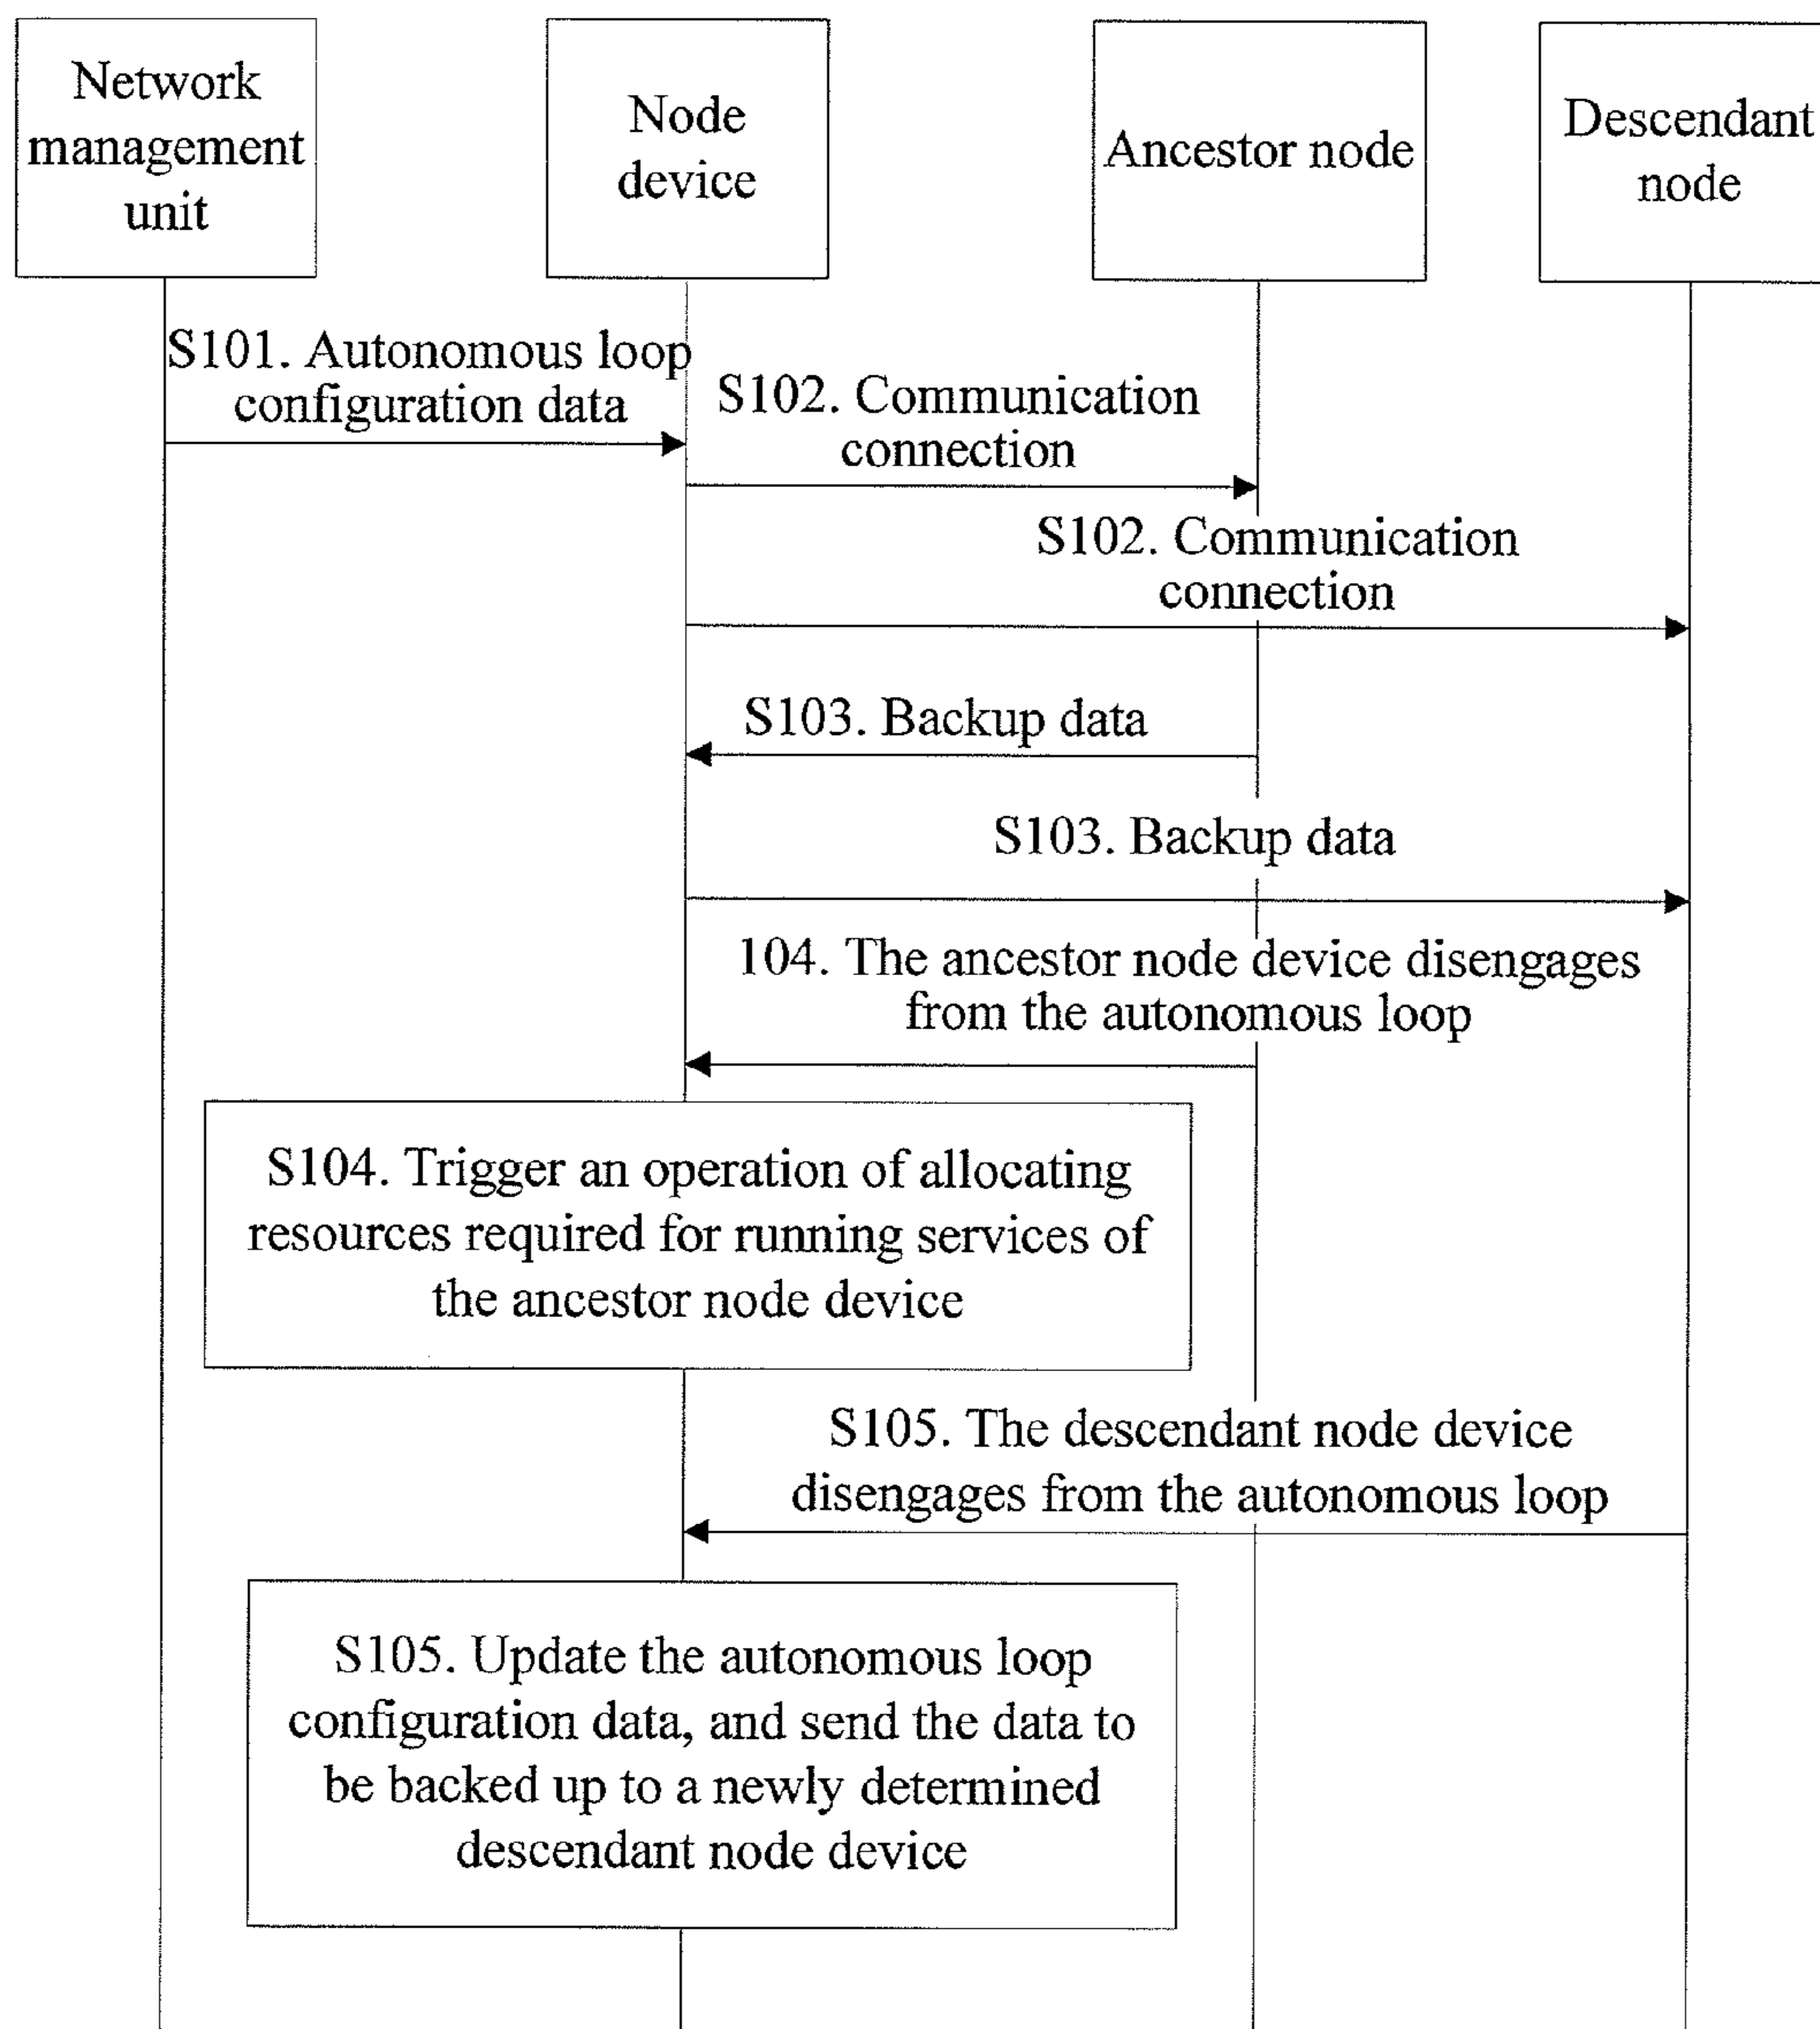 Network
management
unit
Node
device
Ancestor node
Descendant
node
S101. Autonomous loop
configuration data
S102. Communication
connection
S102. Communication
connection
S103. Backup data
S103. Backup data
104. The ancestor node device disengages
from the autonomous loop
S104. Trigger an operation of allocating
resources required for running services of
the ancestor node device
S105. The descendant node device
disengages from the autonomous loop
S105. Update the autonomous loop
configuration data, and send the data to
be backed up to a newly determined
descendant node device